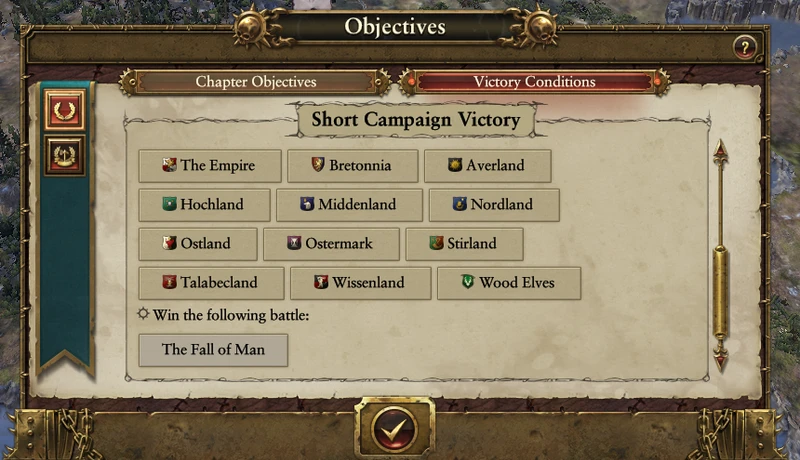 Objectives
?
Chapter Objectives Victory Conditions
Short Campaign Victory
The Empire Bretonnia Averland
Hochland Middenland Nordland
Ostland Ostermark Stirland
Talabecland Wissenland Wood Elves
Win the following battle:
The Fall of Man